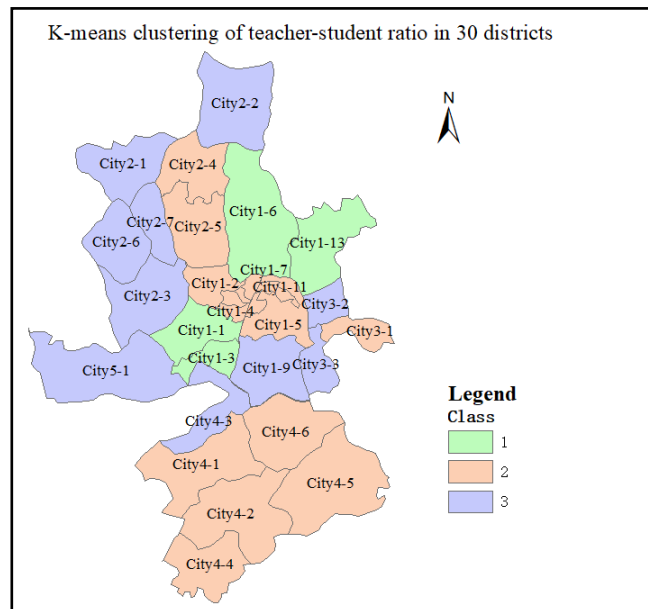 K-means clustering of teacher-student ratio in 30 districts
N
City2-2
City2-1
City2-4
City1-6
City2-7
City2-5
City2-6
City1-13
City1-7
City1-2
City1-11
City2-3
City3-2
City1-4
City1-5
City1-1
City3-1
City1-3
City1-9
City3-3
City5-1
City4-3
City4-6
City4-1
City4-5
City4-2
City4-4
Legend
Class
1
2
3